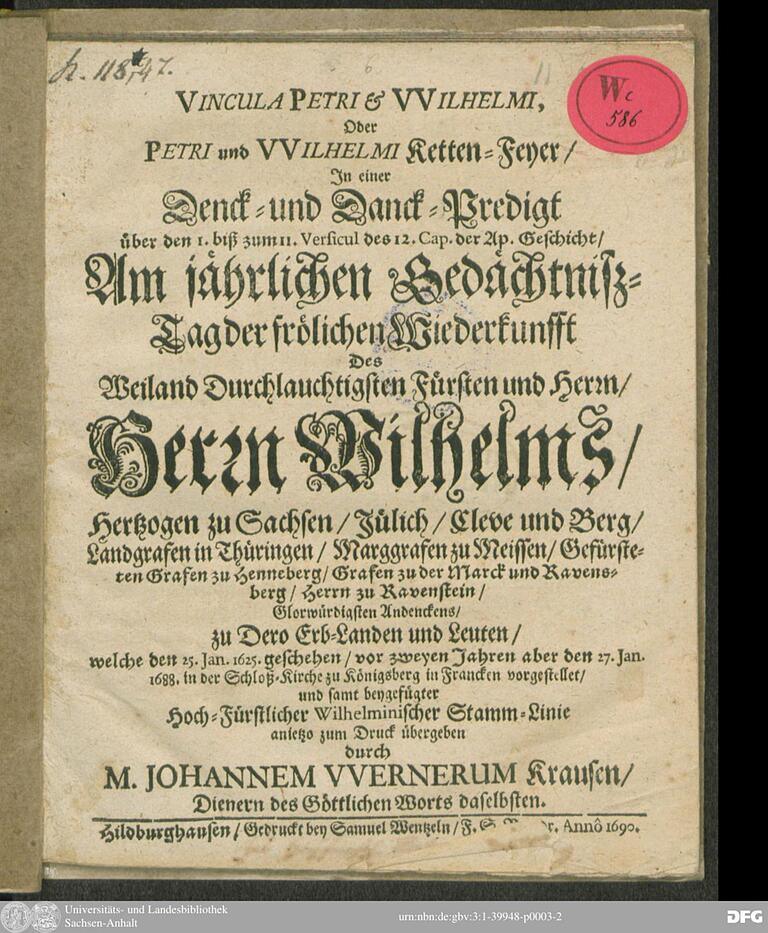 h. 118,47.
Wc
586
VINCULA PETRI & VVILHELMI,
Oder
PETRI und VVILHELMI Ketten-Feyer/
In einer
Denck- und Danck-Predigt
über den 1. biß zum 11. Versicul des 12. Cap. der Ap. Geschicht/
Am jährlichen Gedächtnisz-
Tag der frölichen Wiederkunfft
Des
Weiland Durchlauchtigsten Fürsten und Herrn/
Herrn Wilhelms/
Hertzogen zu Sachsen/ Jülich/ Cleve und Berg/
Landgrafen in Thüringen/ Marggrafen zu Meissen/ Gefürste-
ten Grafen zu Henneberg/ Grafen zu der Marck und Ravens-
berg/ Herrn zu Ravenstein/
Glorwürdigsten Andenckens/
zu Dero Erb-Landen und Leuten/
welche den 25. Jan. 1625. geschehen/ vor zweyen Jahren aber den 27. Jan.
1688. in der Schloß-Kirche zu Königsberg in Francken vorgestellet/
und samt beygefügter
Hoch-Fürstlicher Wilhelminischer Stamm-Linie
anietzo zum Druck übergeben
durch
M. JOHANNEM VVERNERUM Krausen/
Dienern des Göttlichen Worts daselbsten.
Hildburghausen/ Gedruckt bey Samuel Wentzeln/ F. S. Annô 1690.
Universitäts- und Landesbibliothek
Sachsen-Anhalt
urn:nbn:de:gbv:3:1-39948-p0003-2
DFG